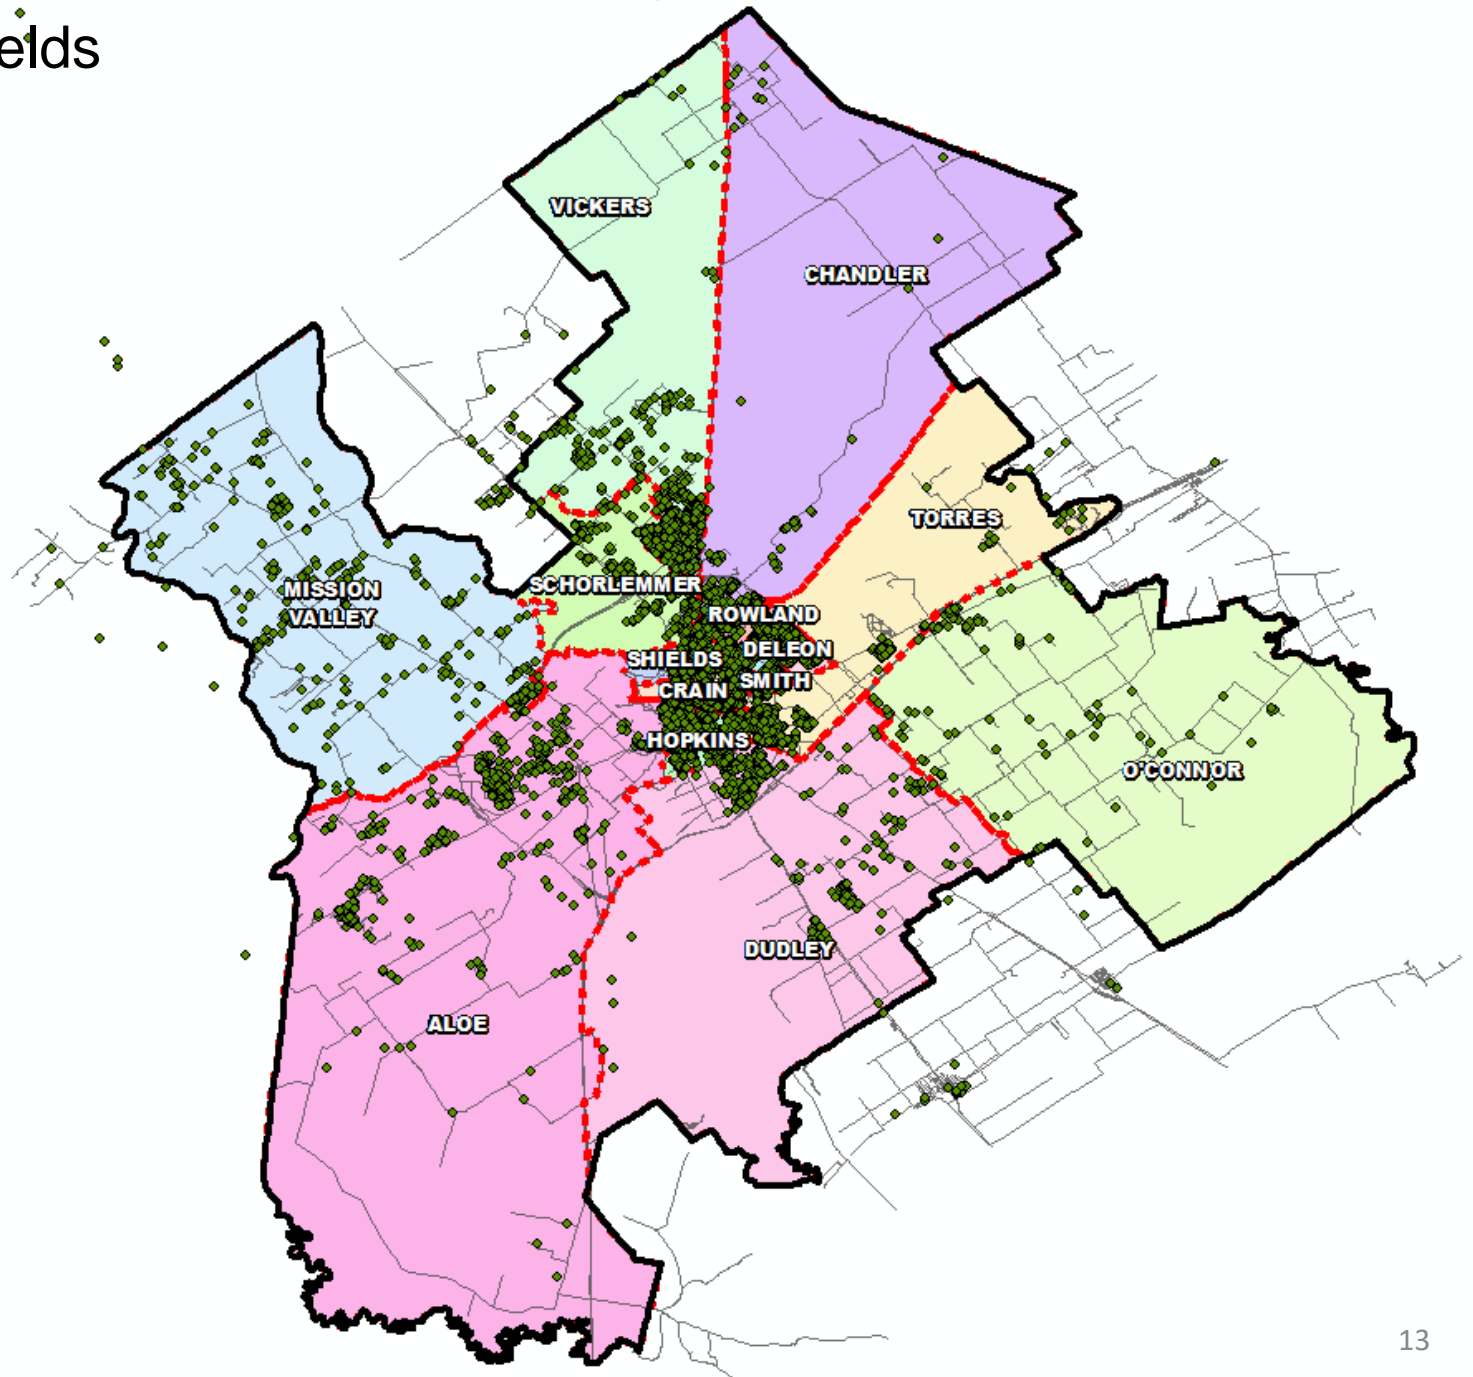 elds
VICKERS
CHANDLER
TORRES
MISSION
VALLEY
SCHORLEMMER
ROWLAND
DELEON
SHIELDS
SMITH
CRAIN
HOPKINS
O'CONNOR
DUDLEY
ALOE
13